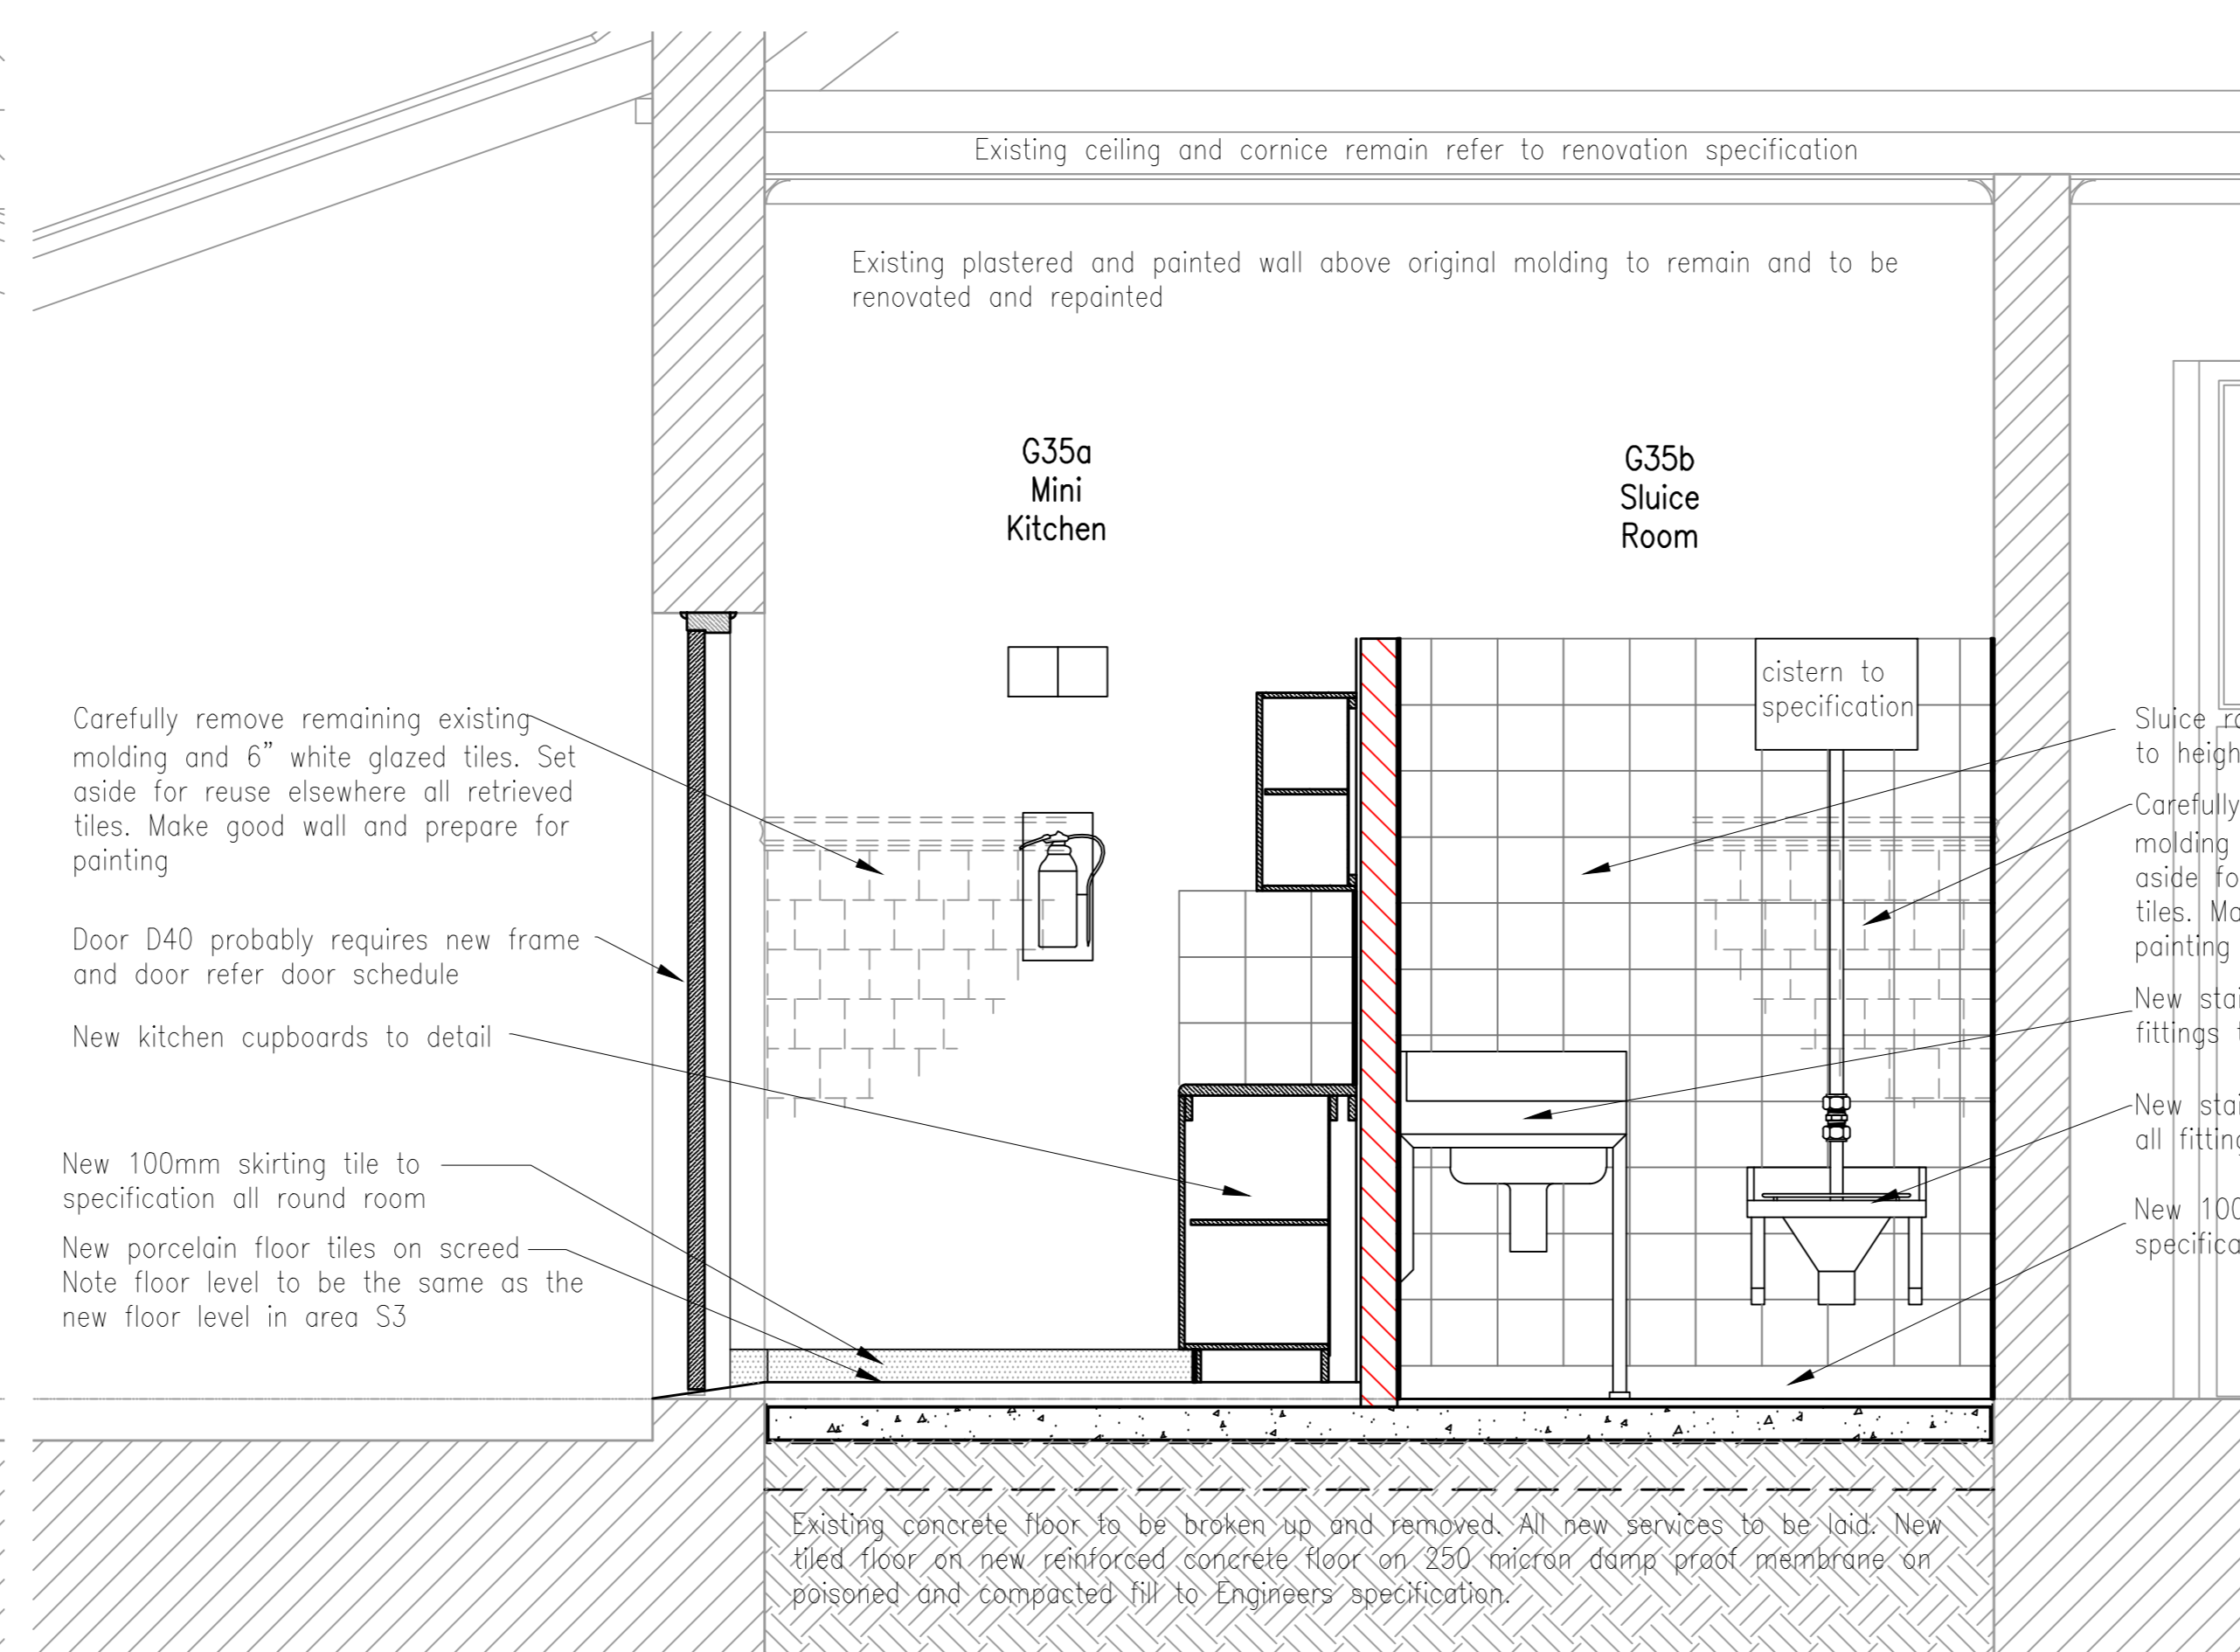 Existing ceiling and cornice remain refer to renovation specification
Existing plastered and painted wall above original molding to remain and to be
renovated and repainted
G35a
Mini
Kitchen
G35b
Sluice
Room
cistern to
specification
Carefully remove remaining existing
molding and 6” white glazed tiles. Set
aside for reuse elsewhere all retrieved
tiles. Make good wall and prepare for
painting
Door D40 probably requires new frame
and door refer door schedule
New kitchen cupboards to detail
New 100mm skirting tile to
specification all round room
New porcelain floor tiles on screed
Note floor level to be the same as the
new floor level in area S3
Sluice
to
Carefully
molding
aside
tiles.
painting
New
fittings
New
all
New
Existing concrete floor to be broken up and removed. All new services to be laid. New
tiled floor on new reinforced concrete floor on 250 micron damp proof membrane on
poisoned and compacted fill to Engineers specification.